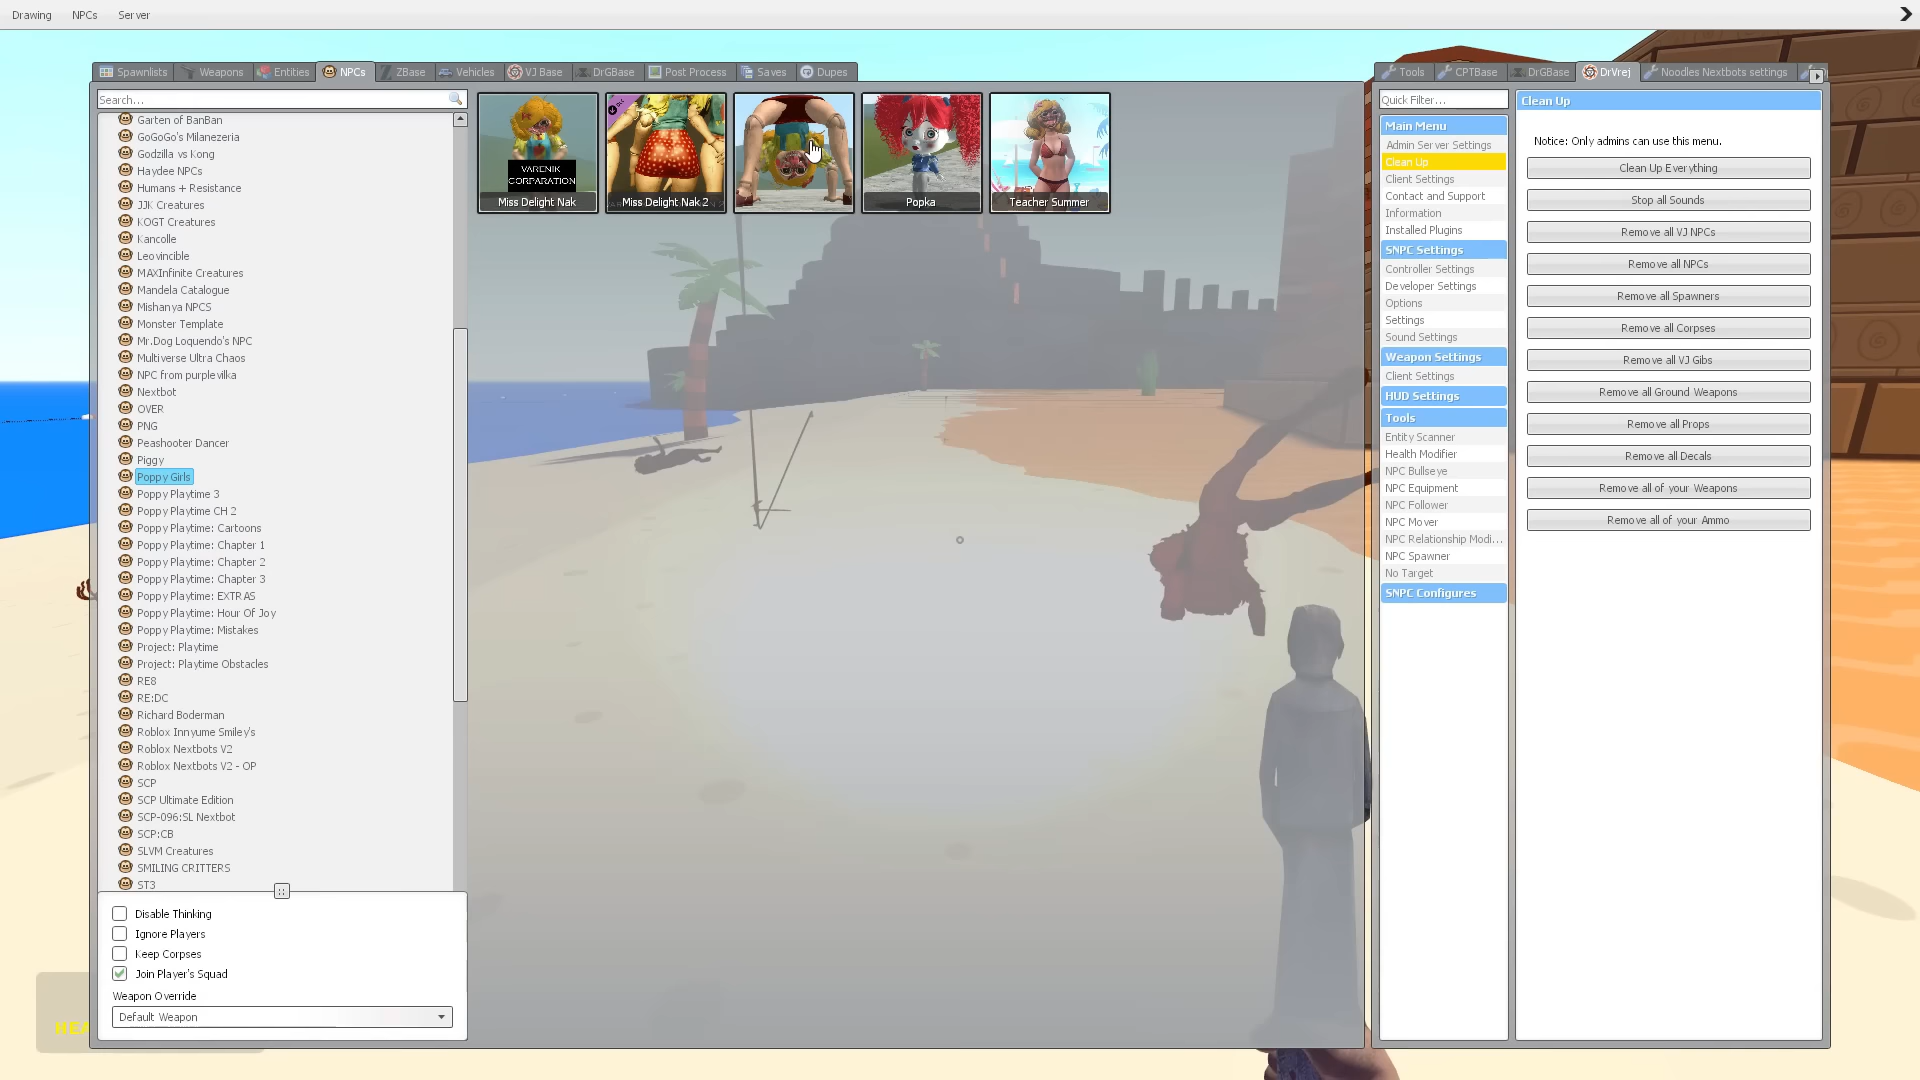 Drawing NPCs Server
Spawnlists Weapons Entities NPCs ZBase Vehicles VJ Base DrGBase Post Process Saves Dupes
Search...
Garten of BanBan
GoGoGo's Milanezeria
Godzilla vs Kong
Haydee NPCs
Humans + Resistance
JJK Creatures
KOGT Creatures
Kancolle
Leovincible
MAXInfinite Creatures
Mandela Catalogue
Mishanya NPCS
Monster Template
Mr.Dog Loquendo's NPC
Multiverse Ultra Chaos
NPC from purplevilka
Nextbot
OVER
PNG
Peashooter Dancer
Piggy
Poppy Girls
Poppy Playtime 3
Poppy Playtime CH 2
Poppy Playtime: Cartoons
Poppy Playtime: Chapter 1
Poppy Playtime: Chapter 2
Poppy Playtime: Chapter 3
Poppy Playtime: EXTRAS
Poppy Playtime: Hour Of Joy
Poppy Playtime: Mistakes
Project: Playtime
Project: Playtime Obstacles
RE8
RE:DC
Richard Boderman
Roblox Innyume Smiley's
Roblox Nextbots V2
Roblox Nextbots V2 - OP
SCP
SCP Ultimate Edition
SCP-096:SL Nextbot
SCP:CB
SLVM Creatures
SMILING CRITTERS
ST3
Disable Thinking
Ignore Players
Keep Corpses
Join Player's Squad
Weapon Override
Default Weapon
HEA
VARENIK
CORPARATION
Miss Delight Nak
Miss Delight Nak 2
Popka
Teacher Summer
Tools CPTBase DrGBase DrVrej Noodles Nextbots settings
Quick Filter...
Main Menu
Admin Server Settings
Clean Up
Client Settings
Contact and Support
Information
Installed Plugins
SNPC Settings
Controller Settings
Developer Settings
Options
Settings
Sound Settings
Weapon Settings
Client Settings
HUD Settings
Tools
Entity Scanner
Health Modifier
NPC Bullseye
NPC Equipment
NPC Follower
NPC Mover
NPC Relationship Modi...
NPC Spawner
No Target
SNPC Configures
Clean Up
Notice: Only admins can use this menu.
Clean Up Everything
Stop all Sounds
Remove all VJ NPCs
Remove all NPCs
Remove all Spawners
Remove all Corpses
Remove all VJ Gibs
Remove all Ground Weapons
Remove all Props
Remove all Decals
Remove all of your Weapons
Remove all of your Ammo